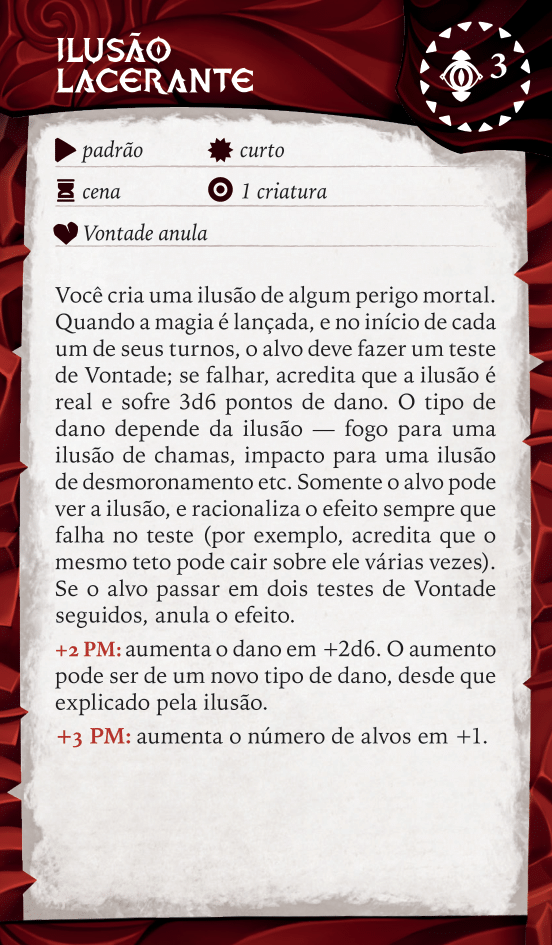 ILUSÃO
LACERANTE
3
padrão curto
cena 1 criatura
Vontade anula
Você cria uma ilusão de algum perigo mortal.
Quando a magia é lançada, e no início de cada
um de seus turnos, o alvo deve fazer um teste
de Vontade; se falhar, acredita que a ilusão é
real e sofre 3d6 pontos de dano. O tipo de
dano depende da ilusão — fogo para uma
ilusão de chamas, impacto para uma ilusão
de desmoronamento etc. Somente o alvo pode
ver a ilusão, e racionaliza o efeito sempre que
falha no teste (por exemplo, acredita que o
mesmo teto pode cair sobre ele várias vezes).
Se o alvo passar em dois testes de Vontade
seguidos, anula o efeito.
+2 PM: aumenta o dano em +2d6. O aumento
pode ser de um novo tipo de dano, desde que
explicado pela ilusão.
+3 PM: aumenta o número de alvos em +1.